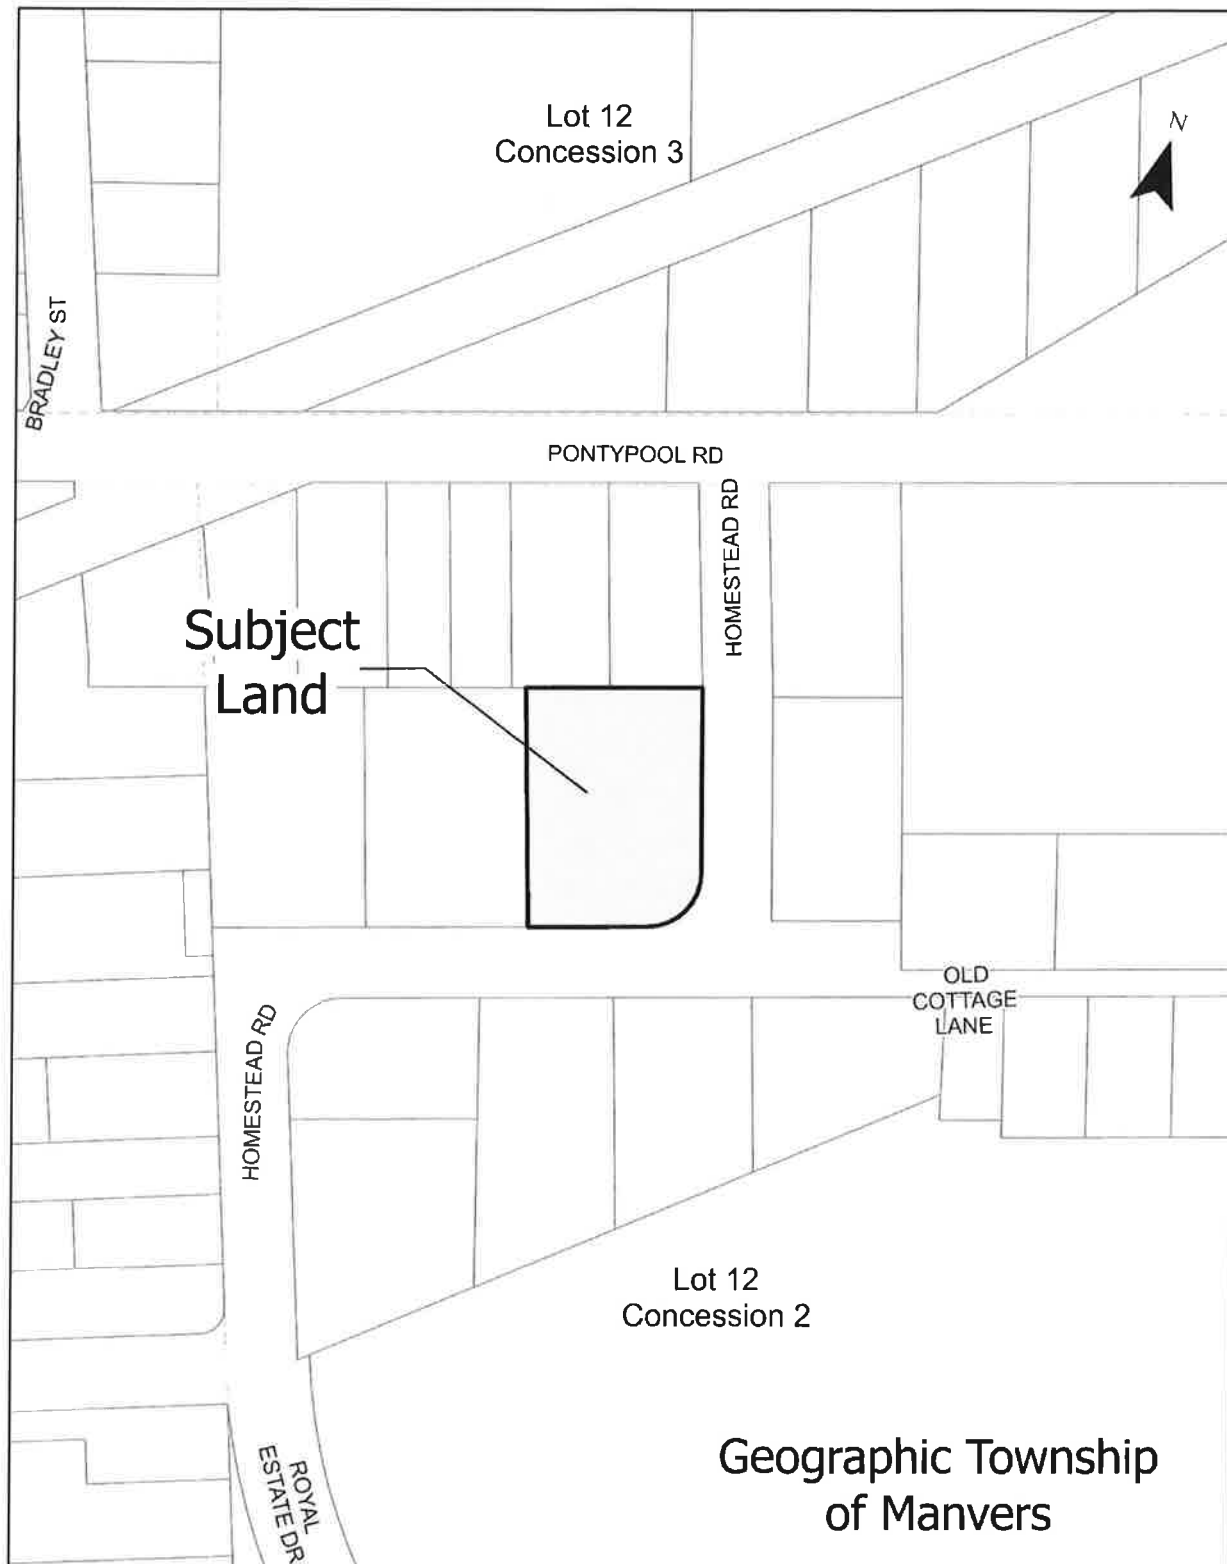 Lot 12
Concession 3
N
BRADLEY ST
PONTYPOOL RD
HOMESTEAD RD
Subject
Land
OLD
COTTAGE
LANE
HOMESTEAD RD
Lot 12
Concession 2
Geographic Township
of Manvers
ROYAL
ESTATE DR